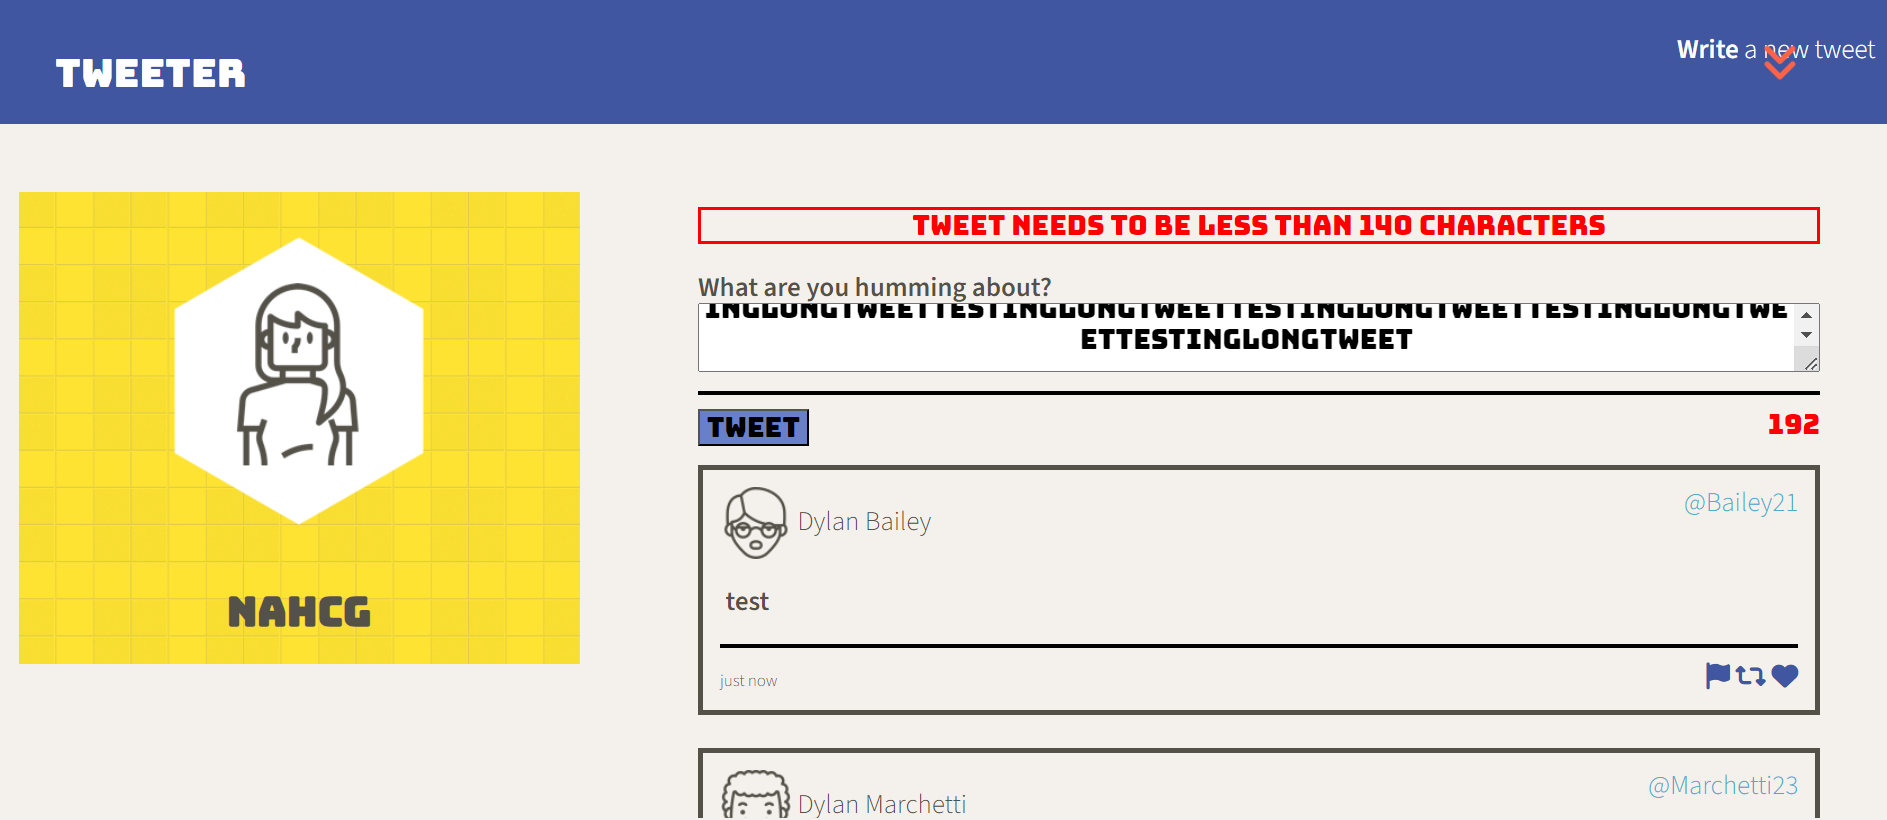 TWEETER
Write a new tweet
TWEET NEEDS TO BE LESS THAN 140 CHARACTERS
What are you humming about?
INGLONGTWEETTESTINGLONGTWEETTESTINGLONGTWEETTESTINGLONGTWE
ETTESTINGLONGTWEET
TWEET
192
NAHCG
Dylan Bailey
@Bailey21
test
just now
Dylan Marchetti
@Marchetti23